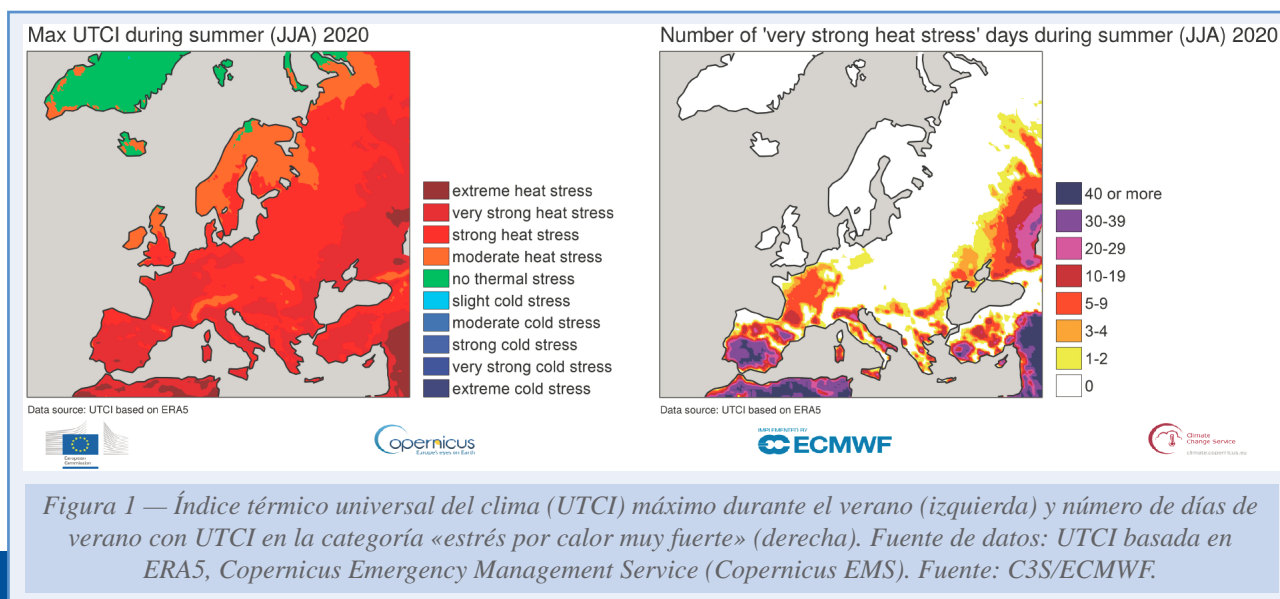 Max UTCI during summer (JJA) 2020
extreme heat stress
very strong heat stress
strong heat stress
moderate heat stress
no thermal stress
slight cold stress
moderate cold stress
strong cold stress
very strong cold stress
extreme cold stress
Data source: UTCI based on ERA5
Number of 'very strong heat stress' days during summer (JJA) 2020
40 or more
30-39
20-29
10-19
5-9
3-4
1-2
0
Data source: UTCI based on ERA5
European
Commission
Copernicus
Europe's eyes on Earth
IMPLEMENTED BY
ECMWF
Climate
Change Service
climate.copernicus.eu
Figura 1 — Índice térmico universal del clima (UTCI) máximo durante el verano (izquierda) y número de días de
verano con UTCI en la categoría «estrés por calor muy fuerte» (derecha). Fuente de datos: UTCI basada en
ERA5, Copernicus Emergency Management Service (Copernicus EMS). Fuente: C3S/ECMWF.